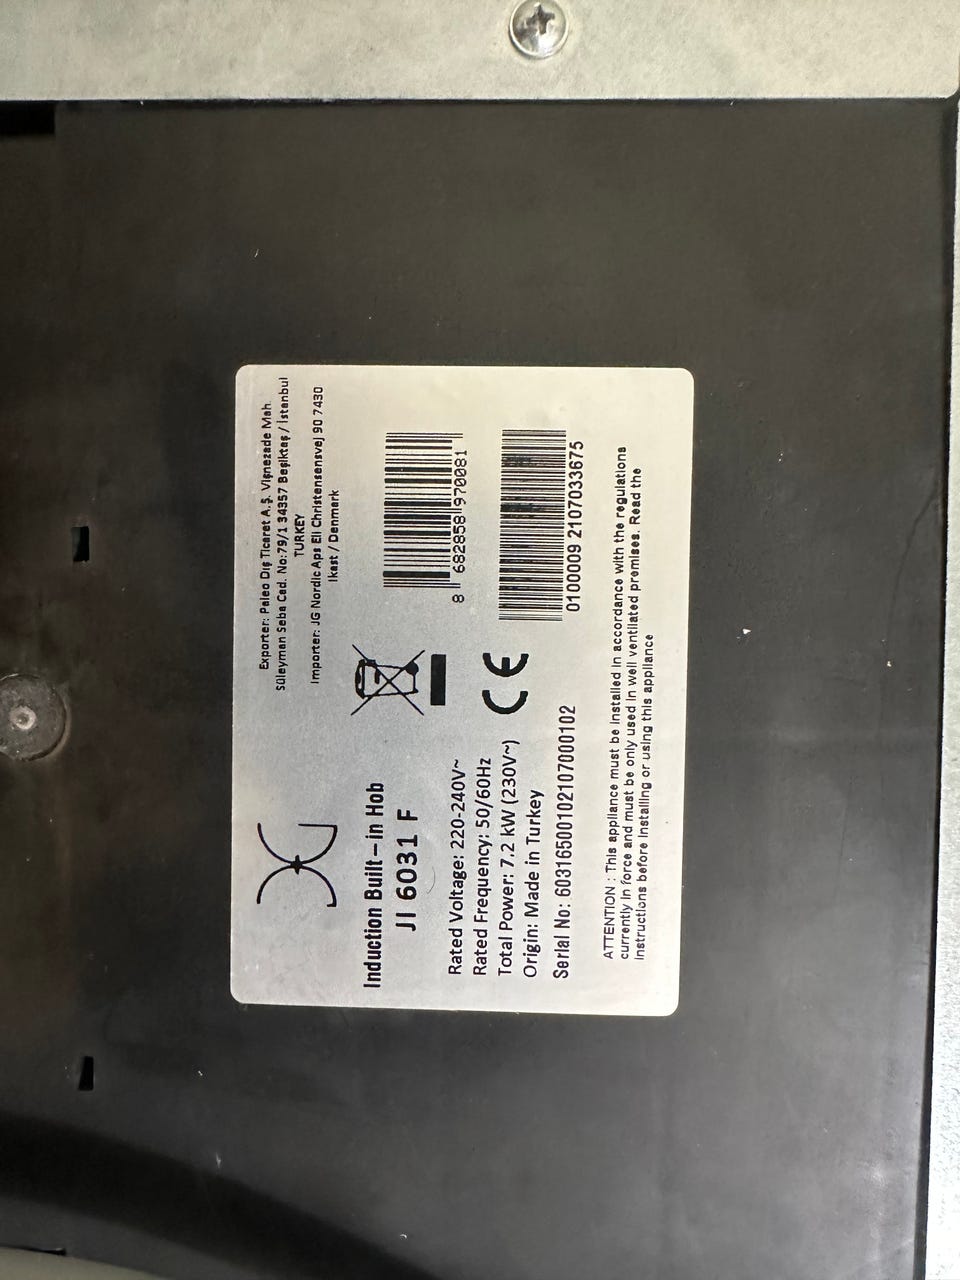 Exporter: Paleo Dış Ticaret A.Ş. Vişnezade Mah.
Süleyman Seba Cad. No:79/1 34357 Beşiktaş / İstanbul
TURKEY
Importer: JG Nordic Aps Ell Christensensvej 90 7430
Ikast / Denmark
Induction Built-in Hob
JI 6031 F
8 682858 970081
Rated Voltage: 220-240V~
Rated Frequency: 50/60Hz
Total Power: 7.2 kW (230V~)
Origin: Made in Turkey
CE
0100009 2107033675
Serial No: 60316500102107000102
ATTENTION : This appliance must be installed in accordance with the regulations
currently in force and must be only used in well ventilated premises. Read the
instructions before installing or using this appliance